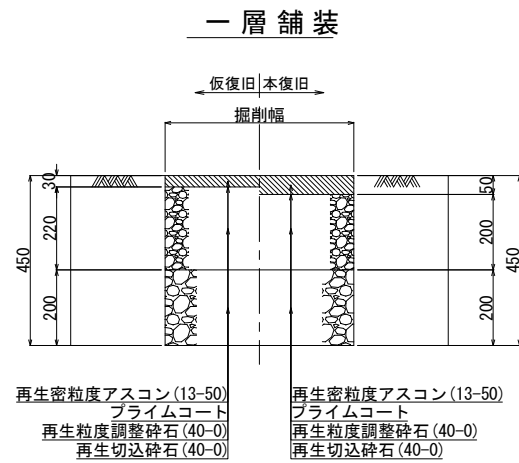 一層舗装
仮復旧 本復旧
掘削幅
30
220
200
450
50
200
200
450
再生密粒度アスコン(13-50)
プライムコート
再生粒度調整砕石(40-0)
再生切込砕石(40-0)
再生密粒度アスコン(13-50)
プライムコート
再生粒度調整砕石(40-0)
再生切込砕石(40-0)